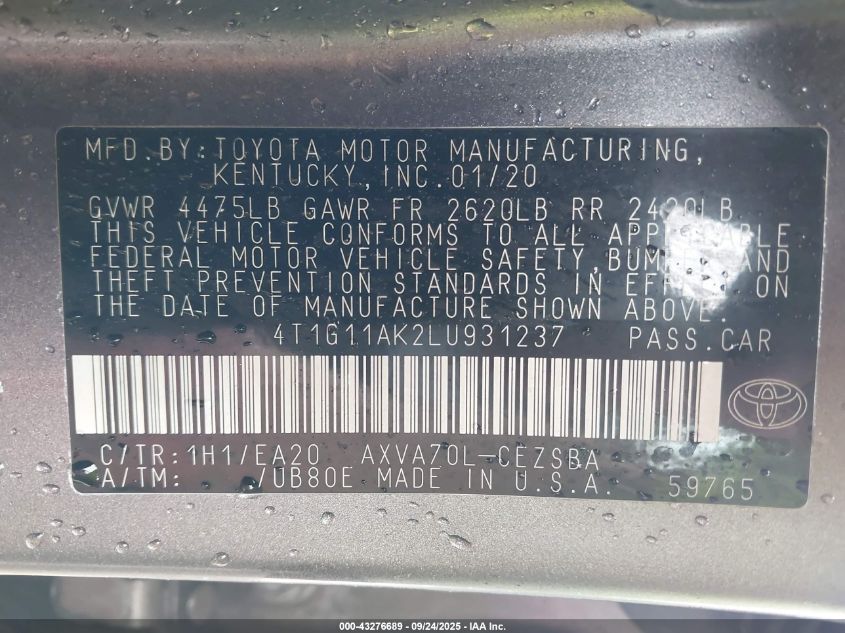 MFD.BY:TOYOTA MOTOR MANUFACTURING,
KENTUCKY,INC.01/20
GVWR 4475LB GAWR FR 2620LB RR 2420LB
THIS VEHICLE CONFORMS TO ALL APPLICABLE
FEDERAL MOTOR VEHICLE SAFETY,BUMPER,AND
THEFT PREVENTION STANDARDS IN EFFECT ON
THE DATE OF MANUFACTURE SHOWN ABOVE.
4T1G11AK2LU931237 PASS.CAR
C/TR:1H1/EA20 AXVA70L-CEZSBA
A/TM: /UB80E MADE IN U.S.A. 59765
000-43276689 - 09/24/2025 - IAA Inc.